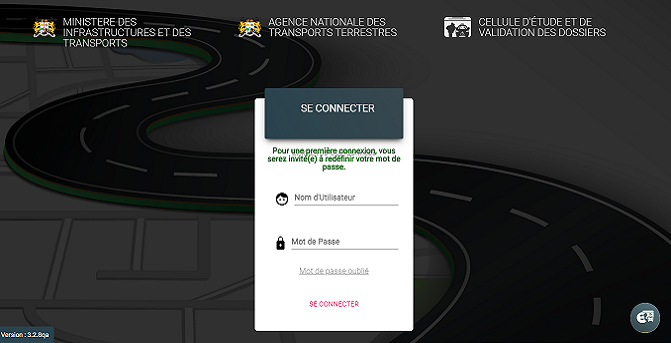 MINISTERE DES
INFRASTRUCTURES ET DES
TRANSPORTS
AGENCE NATIONALE DES
TRANSPORTS TERRESTRES
CELLULE D'ÉTUDE ET DE
VALIDATION DES DOSSIERS
SE CONNECTER
Pour une première connexion, vous
serez invité(e) à redéfinir votre mot de
passe.
Nom d'Utilisateur
Mot de Passe
Mot de passe oublié
SE CONNECTER
Version : 3.2.8qa